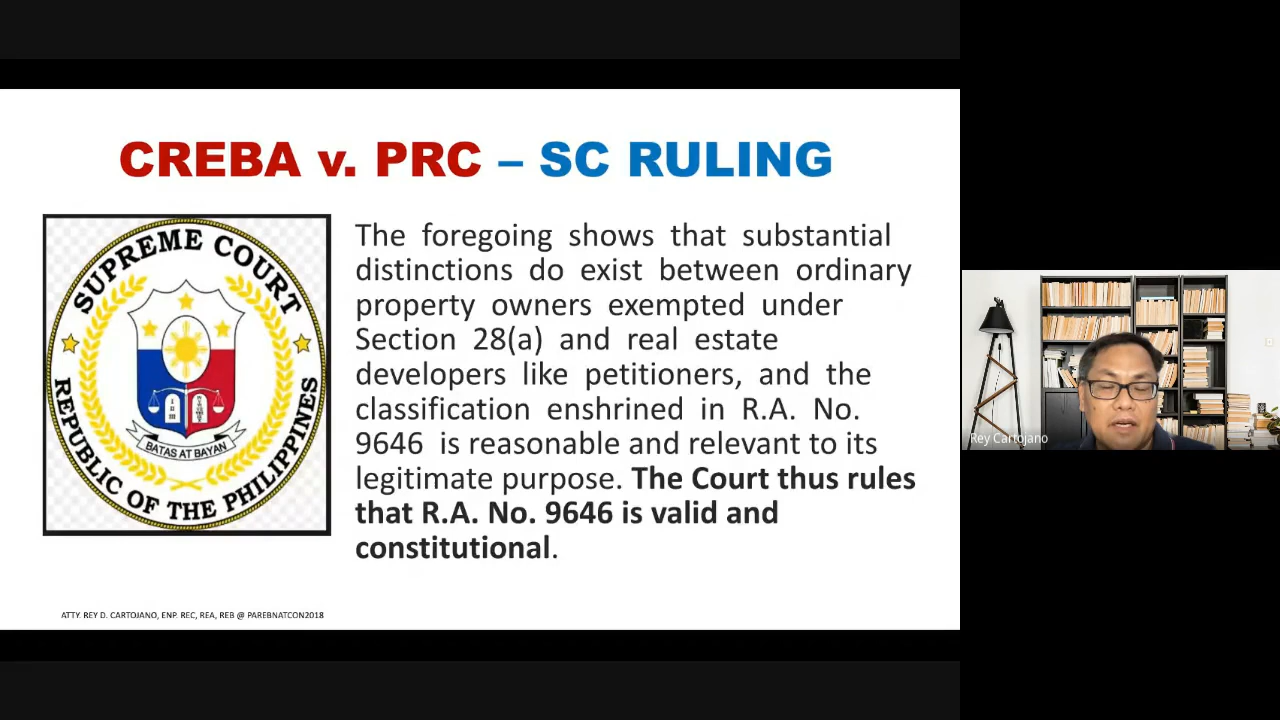 CREBA v. PRC – SC RULING
SUPREME COURT
REPUBLIC OF THE PHILIPPINES
BATAS AT BAYAN
The foregoing shows that substantial
distinctions do exist between ordinary
property owners exempted under
Section 28(a) and real estate
developers like petitioners, and the
classification enshrined in R.A. No.
9646 is reasonable and relevant to its
legitimate purpose. The Court thus rules
that R.A. No. 9646 is valid and
constitutional.
ATTY. REY D. CARTOJANO, ENP. REC, REA, REB @ PAREBNATCON2018
Rey Cartojano